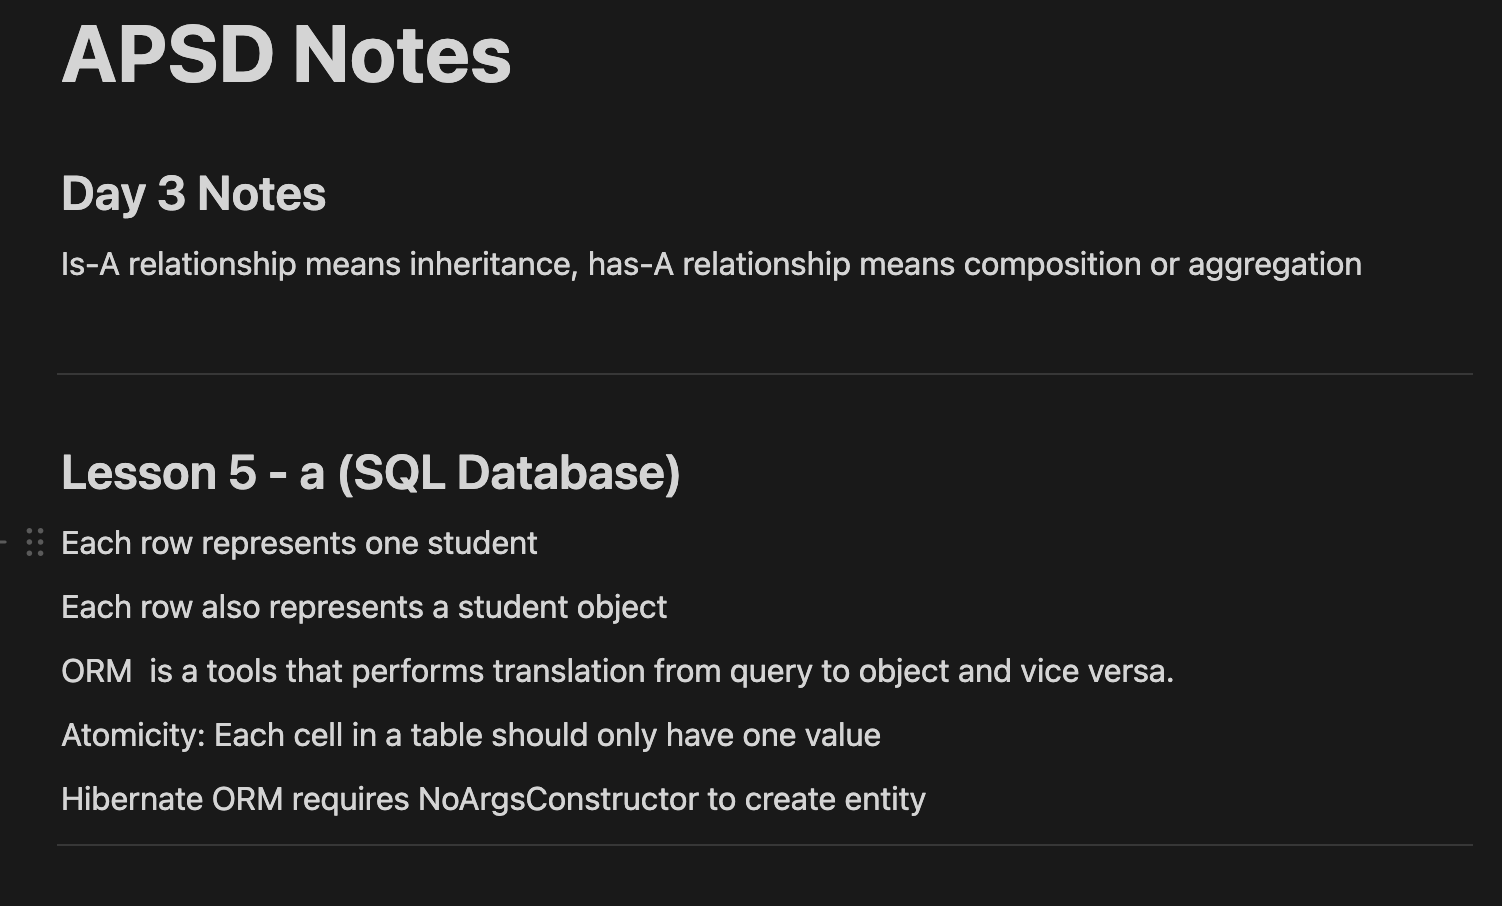 APSD Notes
Day 3 Notes
Is-A relationship means inheritance, has-A relationship means composition or aggregation
Lesson 5 - a (SQL Database)
Each row represents one student
Each row also represents a student object
ORM  is a tools that performs translation from query to object and vice versa.
Atomicity: Each cell in a table should only have one value
Hibernate ORM requires NoArgsConstructor to create entity